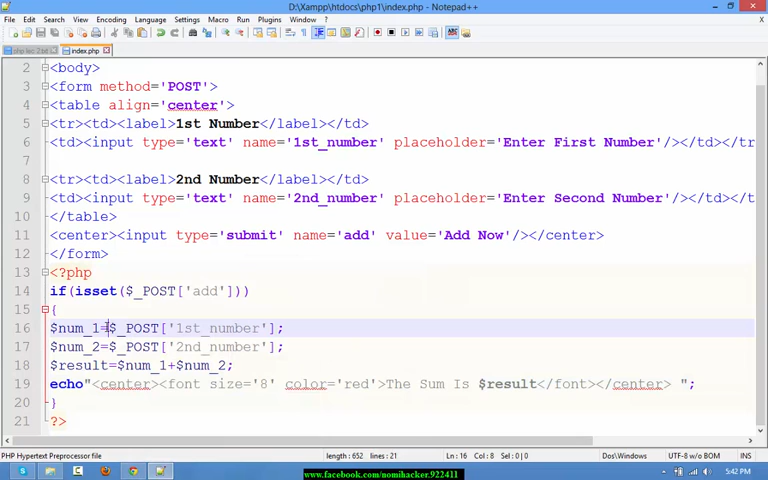 D:\Xampp\htdocs\php1\index.php - Notepad++
File Edit Search View Encoding Language Settings Macro Run Plugins Window ?
X
php lec 2.txt index.php
2 <body>
3 <form method='POST'>
4 <table align='center'>
5 <tr><td><label>1st Number</label></td>
6 <td><input type='text' name='1st_number' placeholder='Enter First Number'/></td></tr
7
8 <tr><td><label>2nd Number</label></td>
9 <td><input type='text' name='2nd_number' placeholder='Enter Second Number'/></td></t
10 </table>
11 <center><input type='submit' name='add' value='Add Now'/></center>
12 </form>
13 <?php
14 if(isset($_POST['add']))
15 {
16 $num_1=$_POST['1st_number'];
17 $num_2=$_POST['2nd_number'];
18 $result=$num_1+$num_2;
19 echo"<center><font size='8' color='red'>The Sum Is $result</font></center> ";
20 }
21 ?>
PHP Hypertext Preprocessor file length : 652 lines : 21 Ln : 16 Col : 8 Sel : 0 | 0 Dos\Windows UTF-8 w/o BOM INS
www.facebook.com/nomihacker.922411
5:42 PM